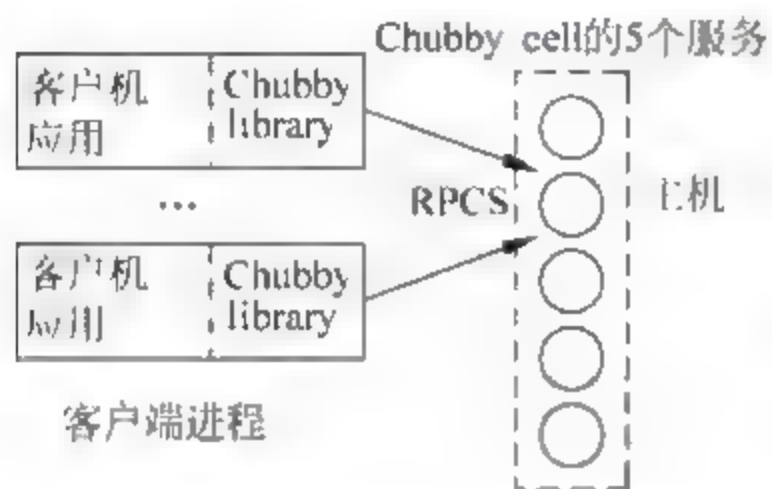 Chubby cell的5个服务
客户机
应用
Chubby
library
...
RPCS
主机
客户机
应用
Chubby
library
客户端进程